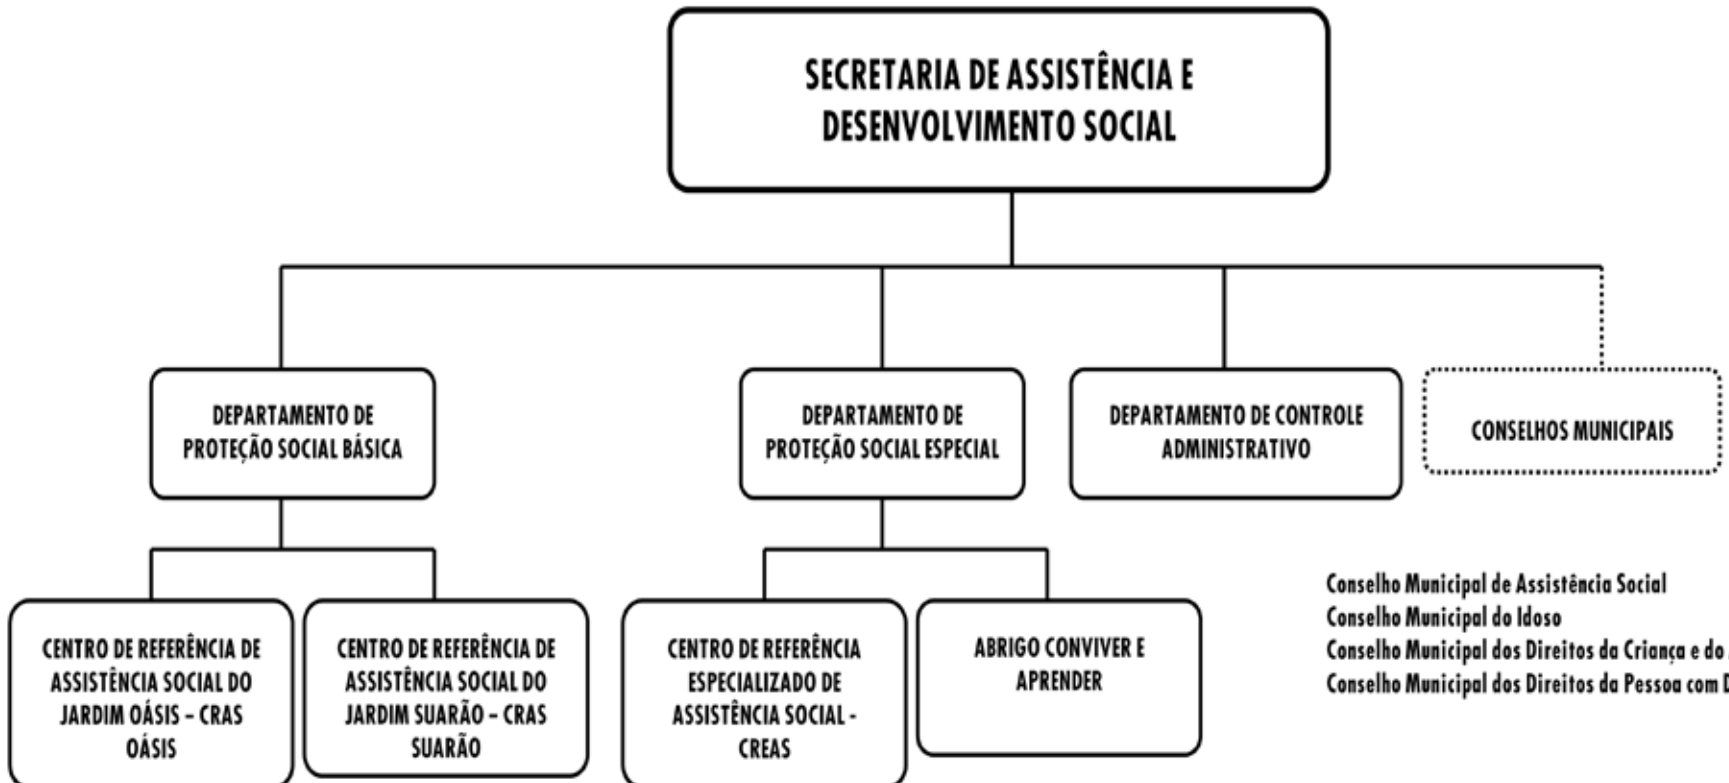 SECRETARIA DE ASSISTÊNCIA E
DESENVOLVIMENTO SOCIAL
DEPARTAMENTO DE
PROTEÇÃO SOCIAL BÁSICA
DEPARTAMENTO DE
PROTEÇÃO SOCIAL ESPECIAL
DEPARTAMENTO DE CONTROLE
ADMINISTRATIVO
CONSELHOS MUNICIPAIS
CENTRO DE REFERÊNCIA DE
ASSISTÊNCIA SOCIAL DO
JARDIM OÁSIS – CRAS
OÁSIS
CENTRO DE REFERÊNCIA DE
ASSISTÊNCIA SOCIAL DO
JARDIM SUARÃO – CRAS
SUARÃO
CENTRO DE REFERÊNCIA
ESPECIALIZADO DE
ASSISTÊNCIA SOCIAL -
CREAS
ABRIGO CONVIVER E
APRENDER
Conselho Municipal de Assistência Social
Conselho Municipal do Idoso
Conselho Municipal dos Direitos da Criança e do
Conselho Municipal dos Direitos da Pessoa com